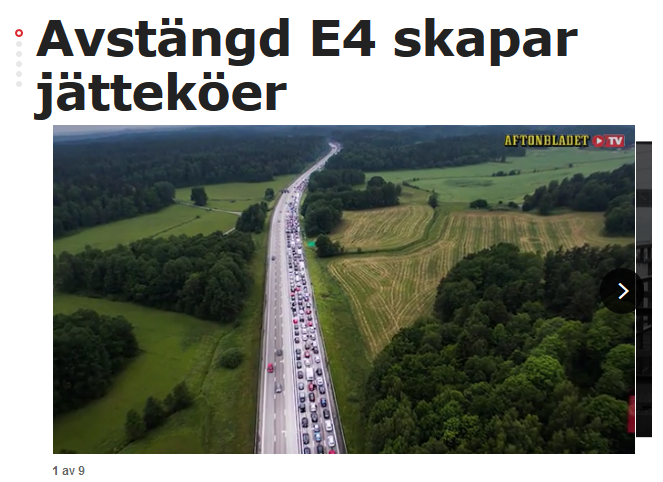 Avstängd E4 skapar
jätteköer
AFTONBLADET TV
1 av 9